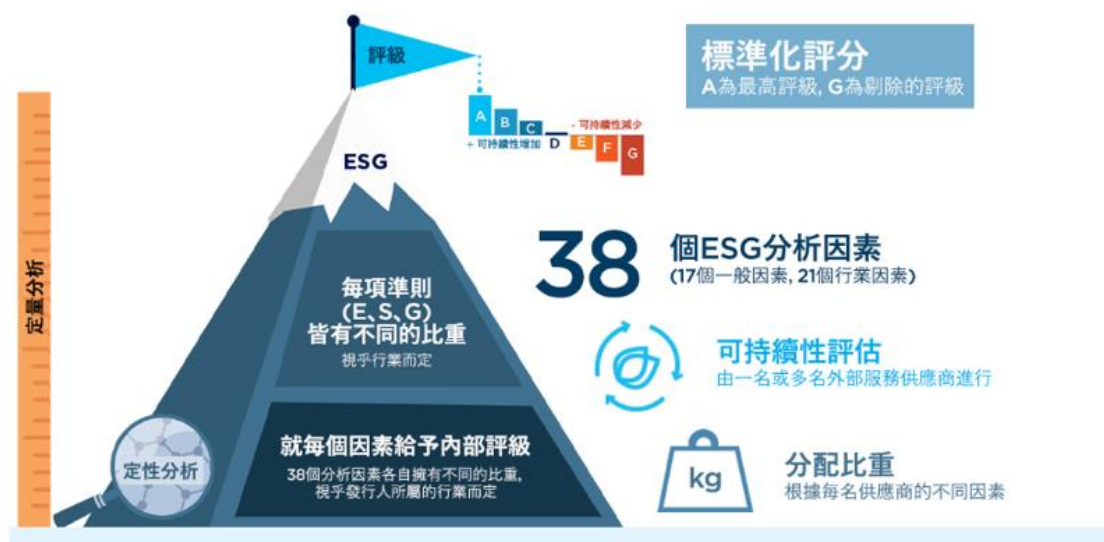 評級
標準化評分
A為最高評級, G為剔除的評級
A
B
C
D
E
F
G
- 可持續性減少
+ 可持續性增加
ESG
定量分析
38
個ESG分析因素
(17個一般因素, 21個行業因素)
每項準則
(E、S、G)
皆有不同的比重
視乎行業而定
可持續性評估
由一名或多名外部服務供應商進行
就每個因素給予內部評級
38個分析因素各自擁有不同的比重,
視乎發行人所屬的行業而定
定性分析
kg
分配比重
根據每名供應商的不同因素